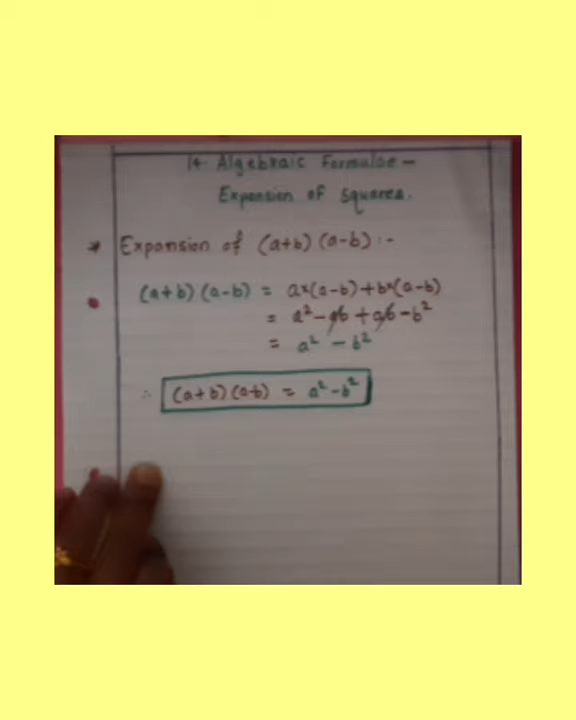 14. Algebraic Formulae -
Expansion of Squares.
* Expansion of (a+b) (a-b) :-
(a+b) (a-b) = a×(a-b)+b×(a-b)
= a²-ab+ab-b²
= a² - b²
∴ (a+b) (a-b) = a²-b²